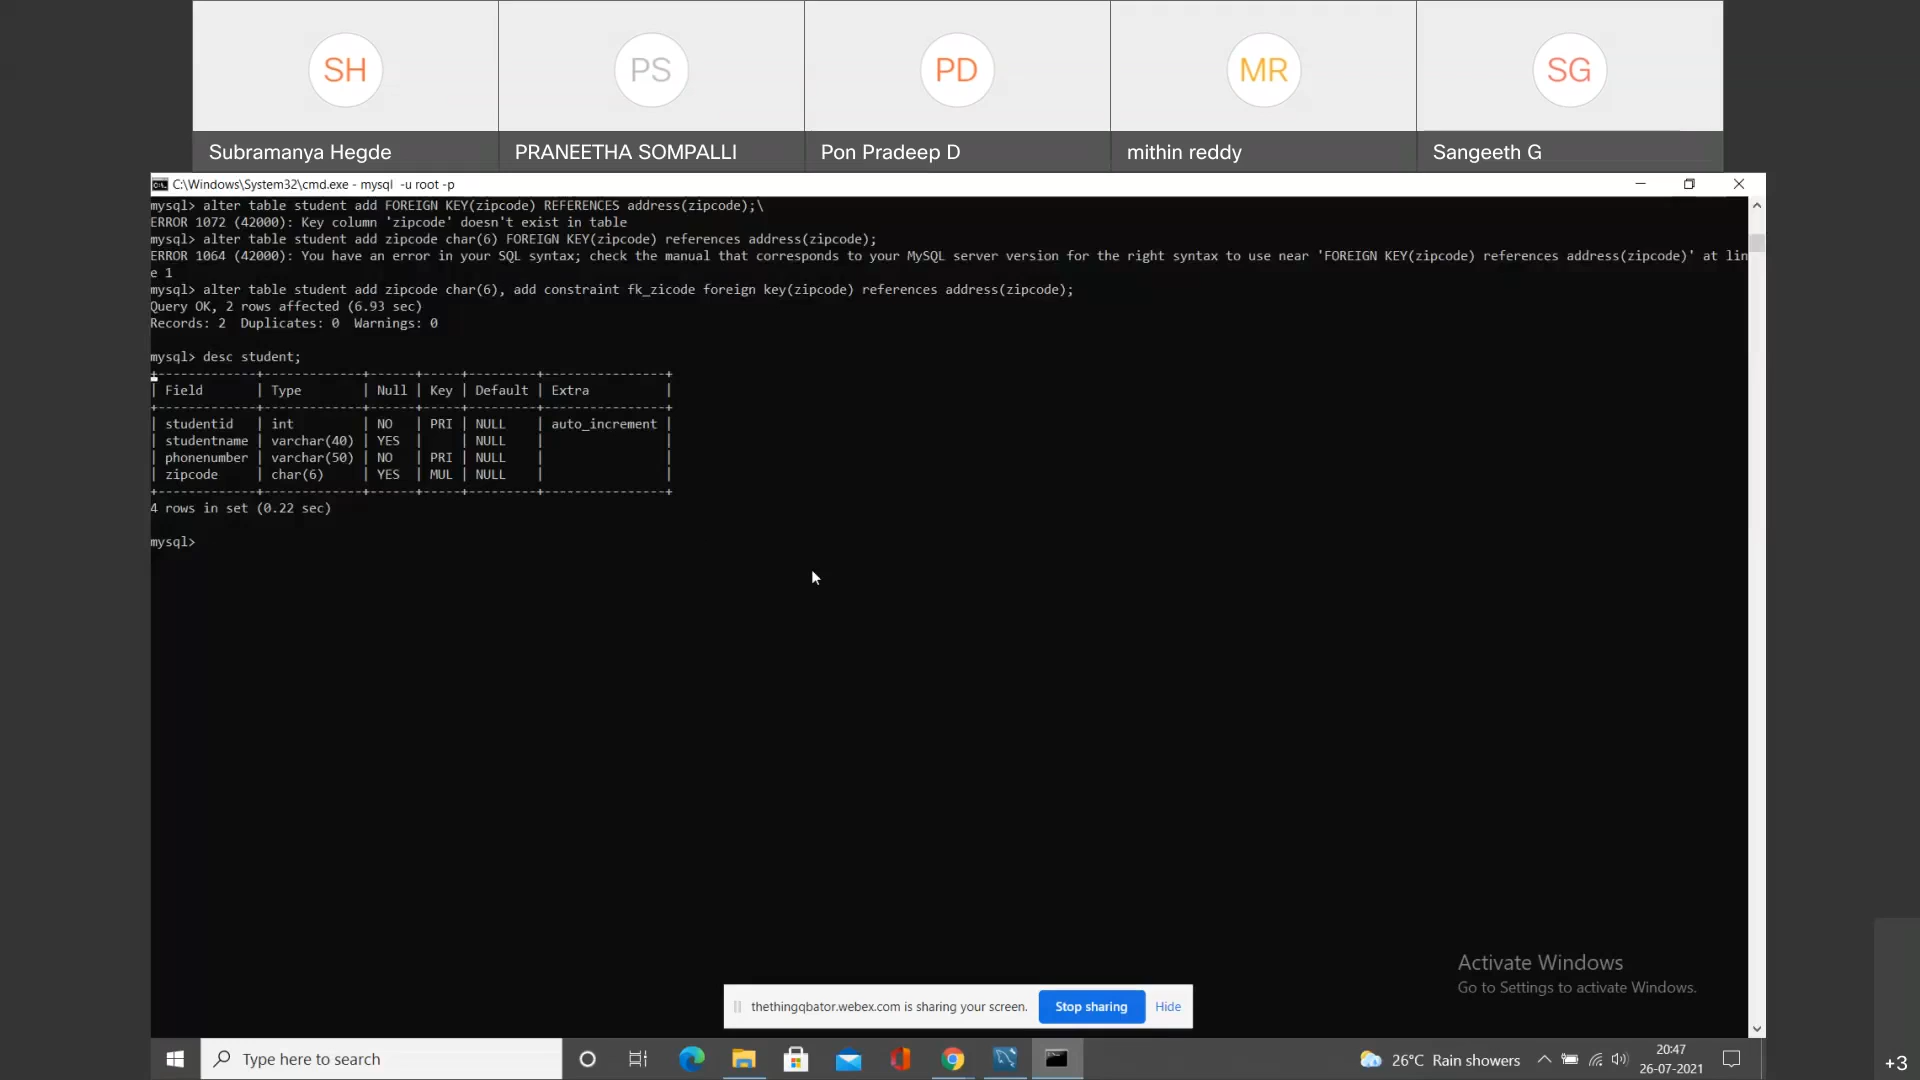 SH
PS
PD
MR
SG
Subramanya Hegde
PRANEETHA SOMPALLI
Pon Pradeep D
mithin reddy
Sangeeth G
C:\Windows\System32\cmd.exe - mysql -u root -p
mysql> alter table student add FOREIGN KEY(zipcode) REFERENCES address(zipcode);\
ERROR 1072 (42000): Key column 'zipcode' doesn't exist in table
mysql> alter table student add zipcode char(6) FOREIGN KEY(zipcode) references address(zipcode);
ERROR 1064 (42000): You have an error in your SQL syntax; check the manual that corresponds to your MySQL server version for the right syntax to use near 'FOREIGN KEY(zipcode) references address(zipcode)' at lin
e 1
mysql> alter table student add zipcode char(6), add constraint fk_zicode foreign key(zipcode) references address(zipcode);
Query OK, 2 rows affected (6.93 sec)
Records: 2  Duplicates: 0  Warnings: 0
mysql> desc student;
+-------------+-------------+------+-----+---------+----------------+
| Field       | Type        | Null | Key | Default | Extra          |
+-------------+-------------+------+-----+---------+----------------+
| studentid   | int         | NO   | PRI | NULL    | auto_increment |
| studentname | varchar(40) | YES  |     | NULL    |                |
| phonenumber | varchar(50) | NO   | PRI | NULL    |                |
| zipcode     | char(6)     | YES  | MUL | NULL    |                |
+-------------+-------------+------+-----+---------+----------------+
4 rows in set (0.22 sec)
mysql>
Activate Windows
Go to Settings to activate Windows.
thethingqbator.webex.com is sharing your screen.
Stop sharing
Hide
Type here to search
26°C Rain showers
20:47
26-07-2021
+3